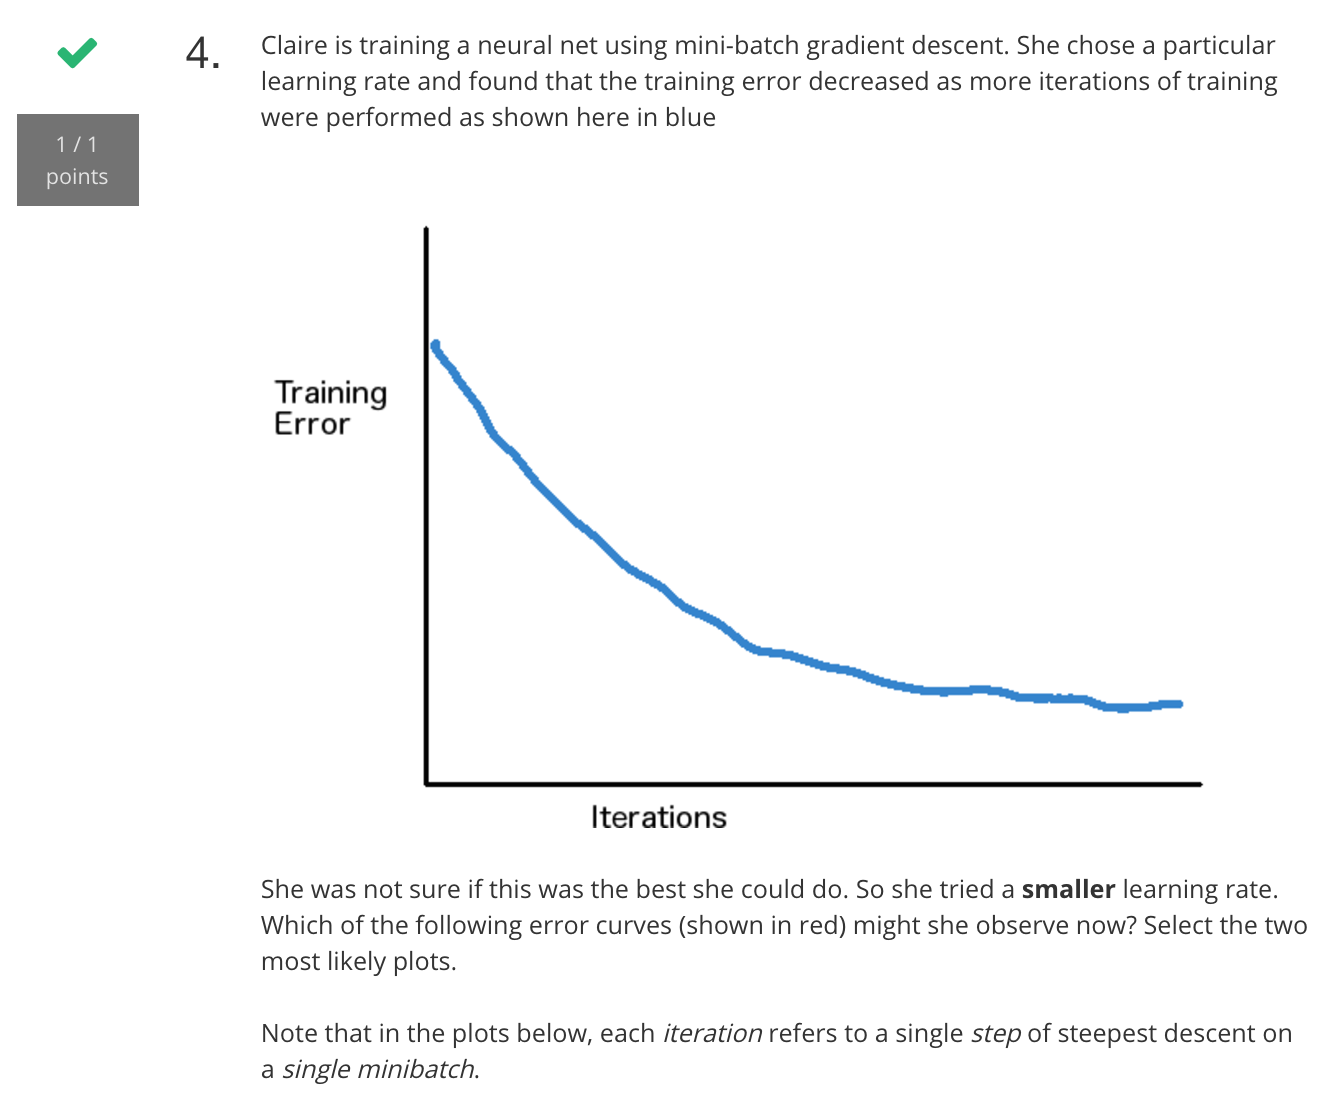 4.
Claire is training a neural net using mini-batch gradient descent. She chose a particular
learning rate and found that the training error decreased as more iterations of training
were performed as shown here in blue
1 / 1
points
Training
Error
Iterations
She was not sure if this was the best she could do. So she tried a smaller learning rate.
Which of the following error curves (shown in red) might she observe now? Select the two
most likely plots.
Note that in the plots below, each iteration refers to a single step of steepest descent on
a single minibatch.